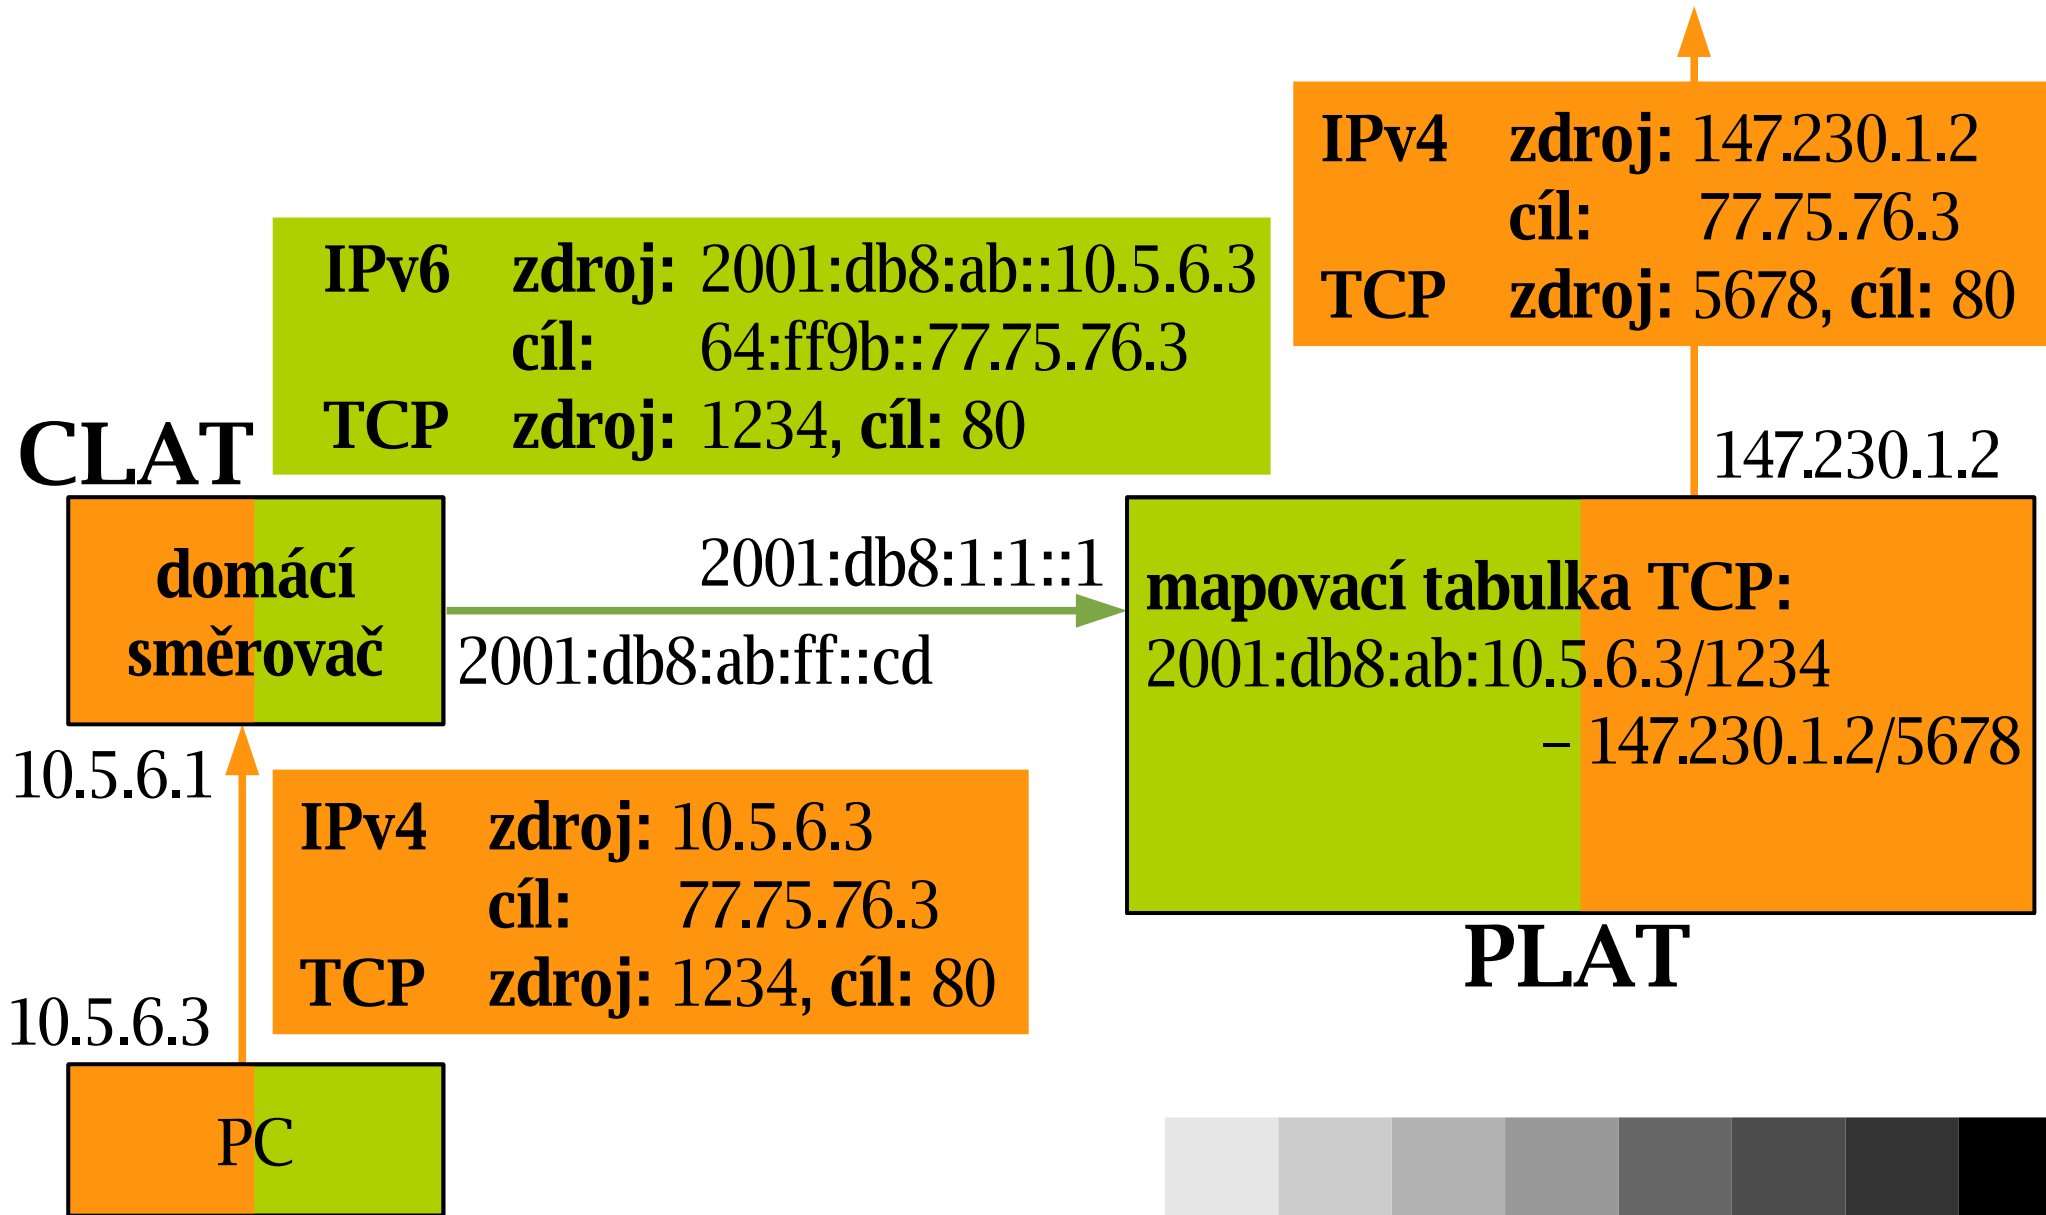 IPv4 zdroj: 147.230.1.2
cíl: 77.75.76.3
TCP zdroj: 5678, cíl: 80
IPv6 zdroj: 2001:db8:ab::10.5.6.3
cíl: 64:ff9b::77.75.76.3
TCP zdroj: 1234, cíl: 80
CLAT
147.230.1.2
domácí
směrovač
2001:db8:1:1::1
2001:db8:ab:ff::cd
mapovací tabulka TCP:
2001:db8:ab:10.5.6.3/1234
– 147.230.1.2/5678
PLAT
10.5.6.1
IPv4 zdroj: 10.5.6.3
cíl: 77.75.76.3
TCP zdroj: 1234, cíl: 80
10.5.6.3
PC